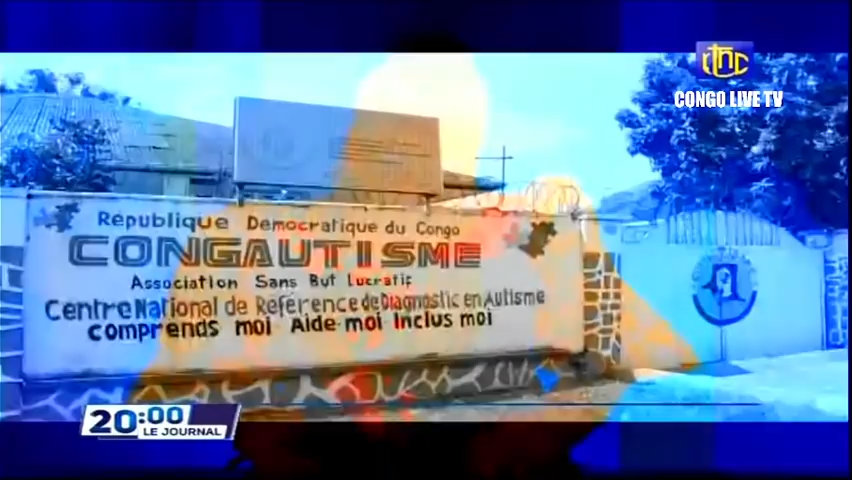 rtnc
CONGO LIVE TV
République Democratique du Congo
CONGAUTISME
Association Sans But Lucratif
Centre National de Référence de Diagnostic en Autisme
comprends moi Aide-moi Inclus moi
20:00
LE JOURNAL